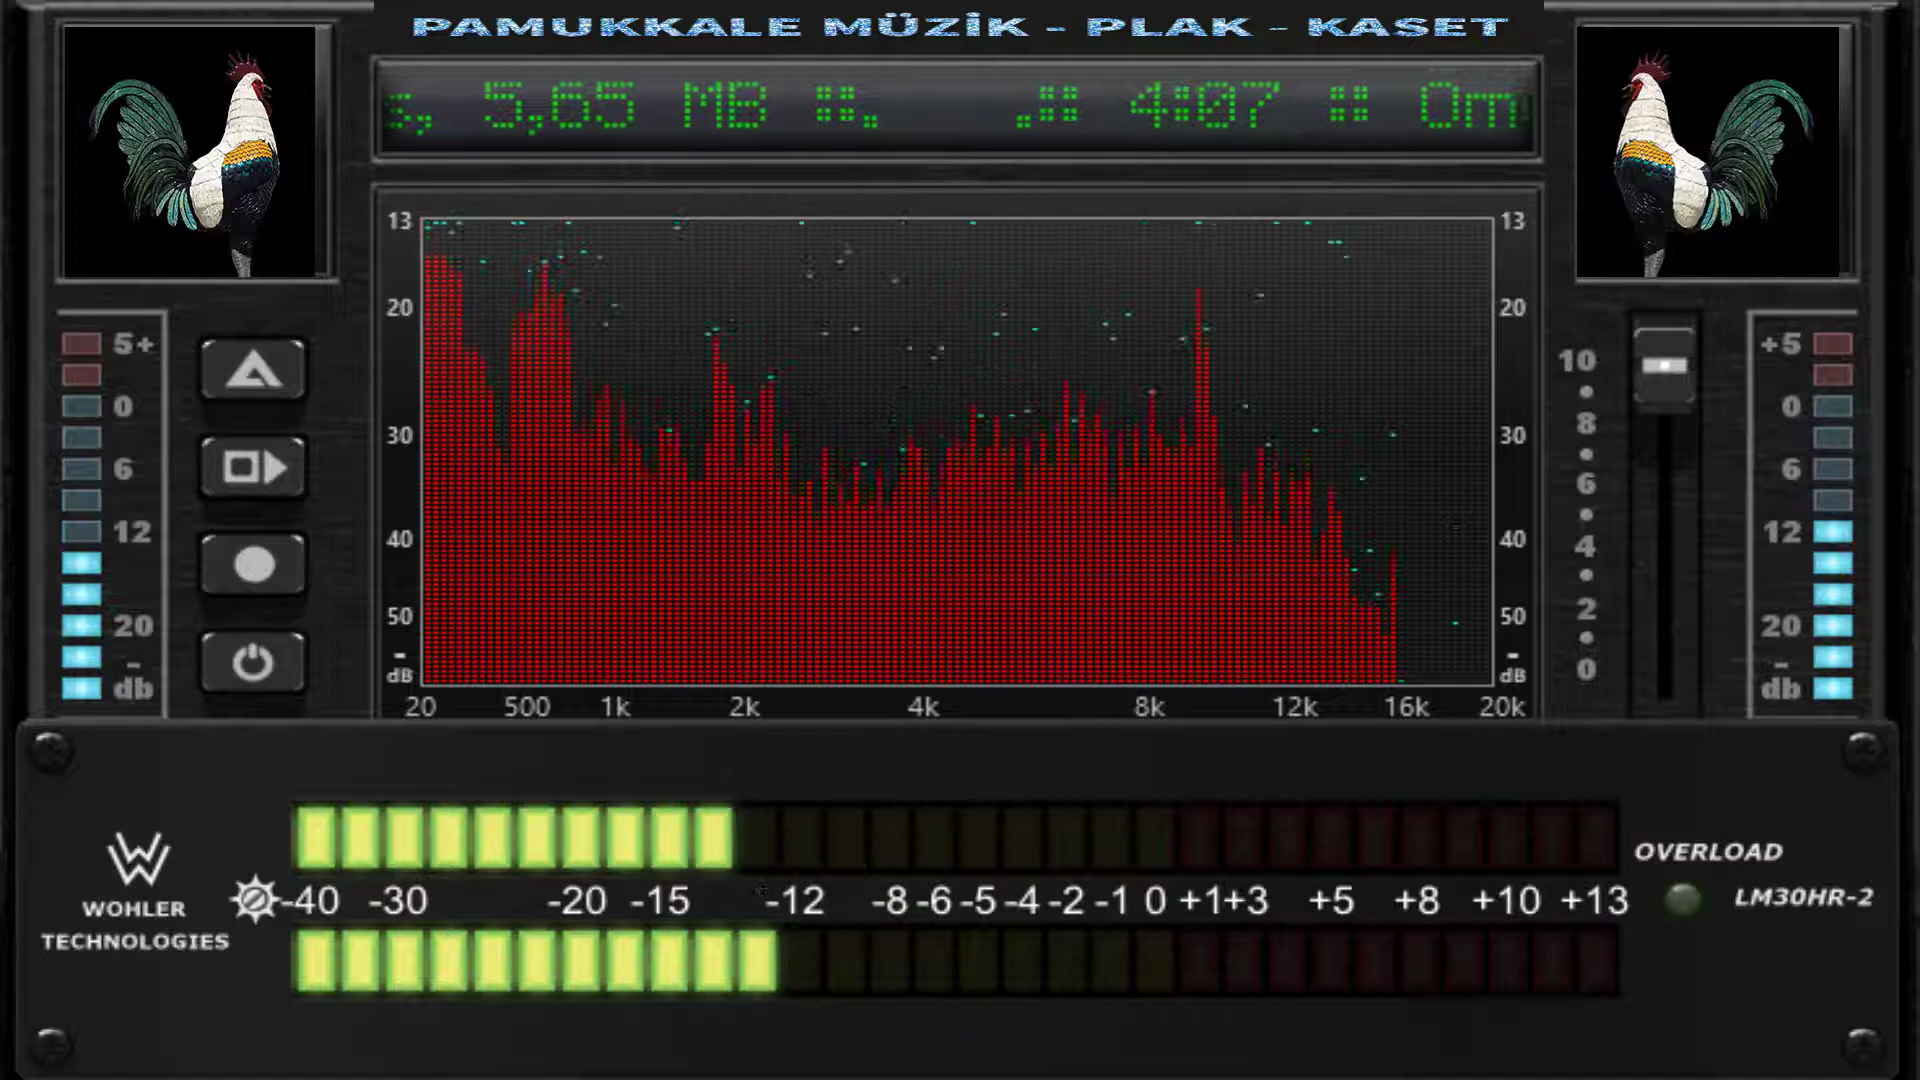 PAMUKKALE MÜZİK - PLAK - KASET
s, 5,65 MB ::. .:: 4:07 :: Om
13 13
20 20
30 30
40 40
50 50
- -
dB dB
20 500 1k 2k 4k 8k 12k 16k 20k
5+
0
6
12
20
-
db
10
8
6
4
2
0
+5
0
6
12
20
-
db
W
WOHLER
TECHNOLOGIES
-40 -30 -20 -15 -12 -8 -6 -5 -4 -2 -1 0 +1 +3 +5 +8 +10 +13
OVERLOAD
LM30HR-2